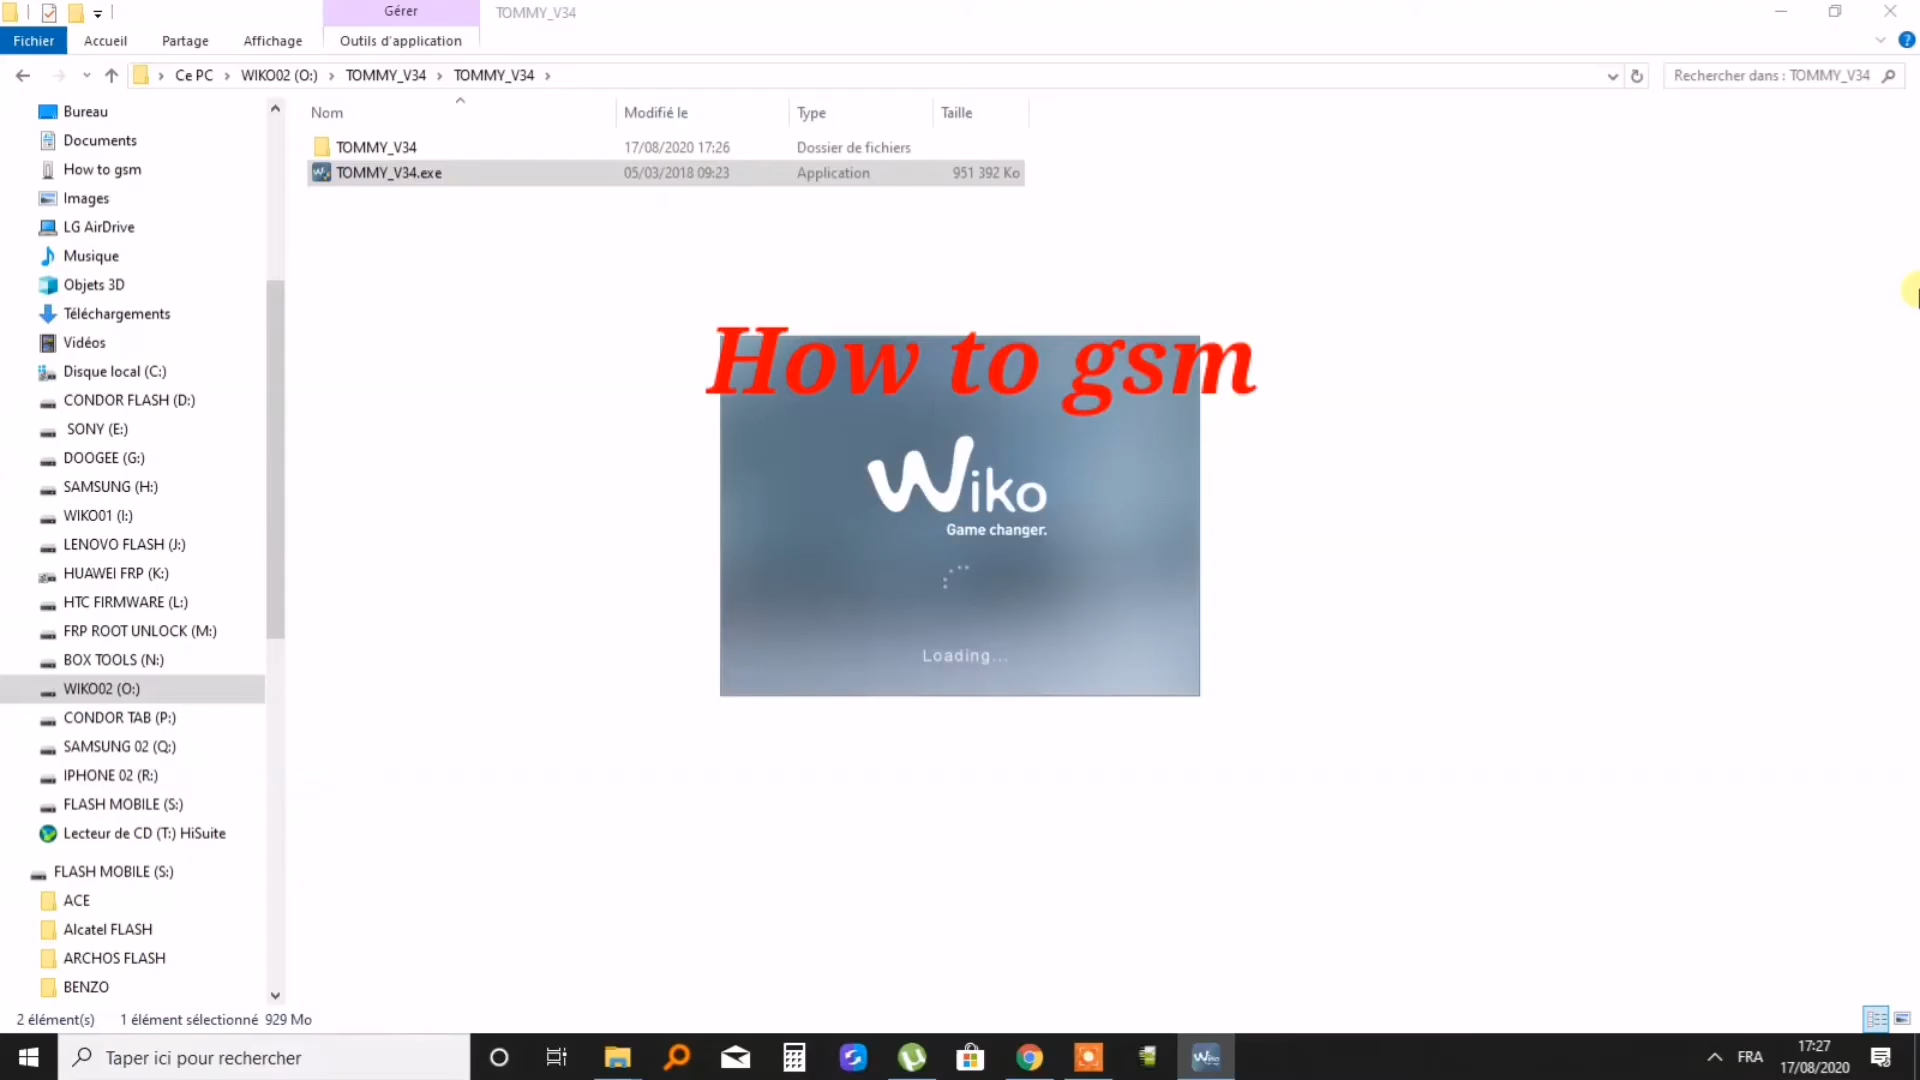 Gérer
TOMMY_V34
Fichier
Accueil
Partage
Affichage
Outils d'application
Ce PC
WIKO02 (O:)
TOMMY_V34
TOMMY_V34
Rechercher dans : TOMMY_V34
Nom
Modifié le
Type
Taille
TOMMY_V34 17/08/2020 17:26 Dossier de fichiers
TOMMY_V34.exe 05/03/2018 09:23 Application 951 392 Ko
Bureau
Documents
How to gsm
Images
LG AirDrive
Musique
Objets 3D
Téléchargements
Vidéos
Disque local (C:)
CONDOR FLASH (D:)
SONY (E:)
DOOGEE (G:)
SAMSUNG (H:)
WIKO01 (I:)
LENOVO FLASH (J:)
HUAWEI FRP (K:)
HTC FIRMWARE (L:)
FRP ROOT UNLOCK (M:)
BOX TOOLS (N:)
WIKO02 (O:)
CONDOR TAB (P:)
SAMSUNG 02 (Q:)
IPHONE 02 (R:)
FLASH MOBILE (S:)
Lecteur de CD (T:) HiSuite
FLASH MOBILE (S:)
ACE
Alcatel FLASH
ARCHOS FLASH
BENZO
How to gsm
Wiko
Game changer.
Loading...
2 élément(s) 1 élément sélectionné 929 Mo
Taper ici pour rechercher
Wiko
FRA
17:27
17/08/2020